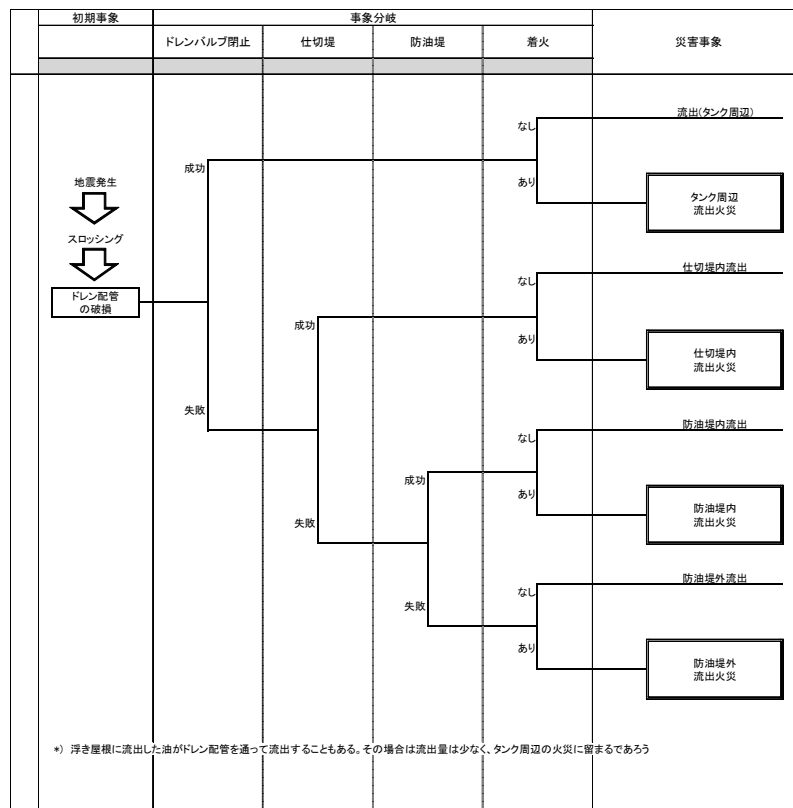 初期事象
事象分岐
ドレンバルブ閉止
仕切堤
防油堤
着火
災害事象
地震発生
スロッシング
ドレン配管
の破損
成功
失敗
成功
失敗
成功
失敗
なし
あり
なし
あり
なし
あり
なし
あり
流出(タンク周辺)
タンク周辺
流出火災
仕切堤内流出
仕切堤内
流出火災
防油堤内流出
防油堤内
流出火災
防油堤外流出
防油堤外
流出火災
*) 浮き屋根に流出した油がドレン配管を通って流出することもある。その場合は流出量は少なく、タンク周辺の火災に留まるであろう